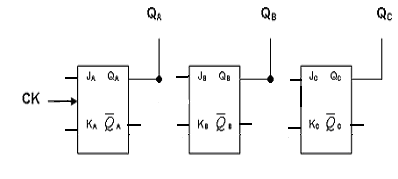 QA QB QC
JA QA JB QB JC QC
CK
KA Q̅A KB Q̅B KC Q̅C